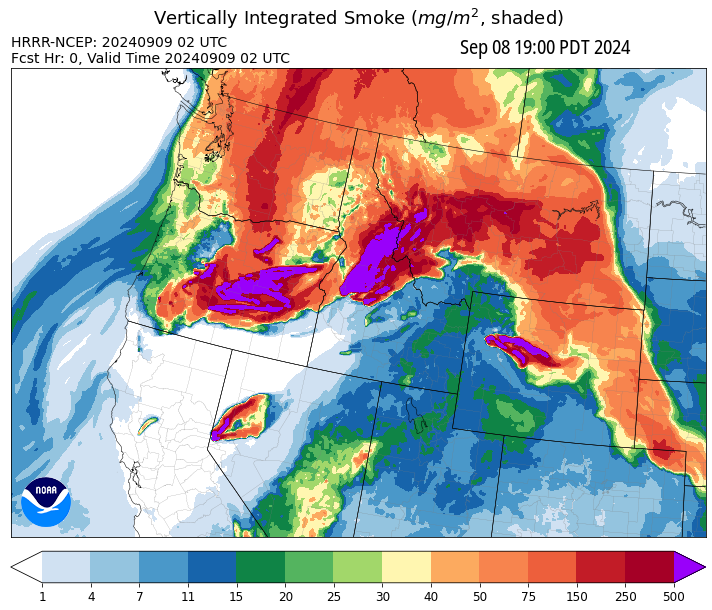 Vertically Integrated Smoke (mg/m², shaded)
HRRR-NCEP: 20240909 02 UTC
Fcst Hr: 0, Valid Time 20240909 02 UTC
Sep 08 19:00 PDT 2024
NOAA
1 4 7 11 15 20 25 30 40 50 75 150 250 500